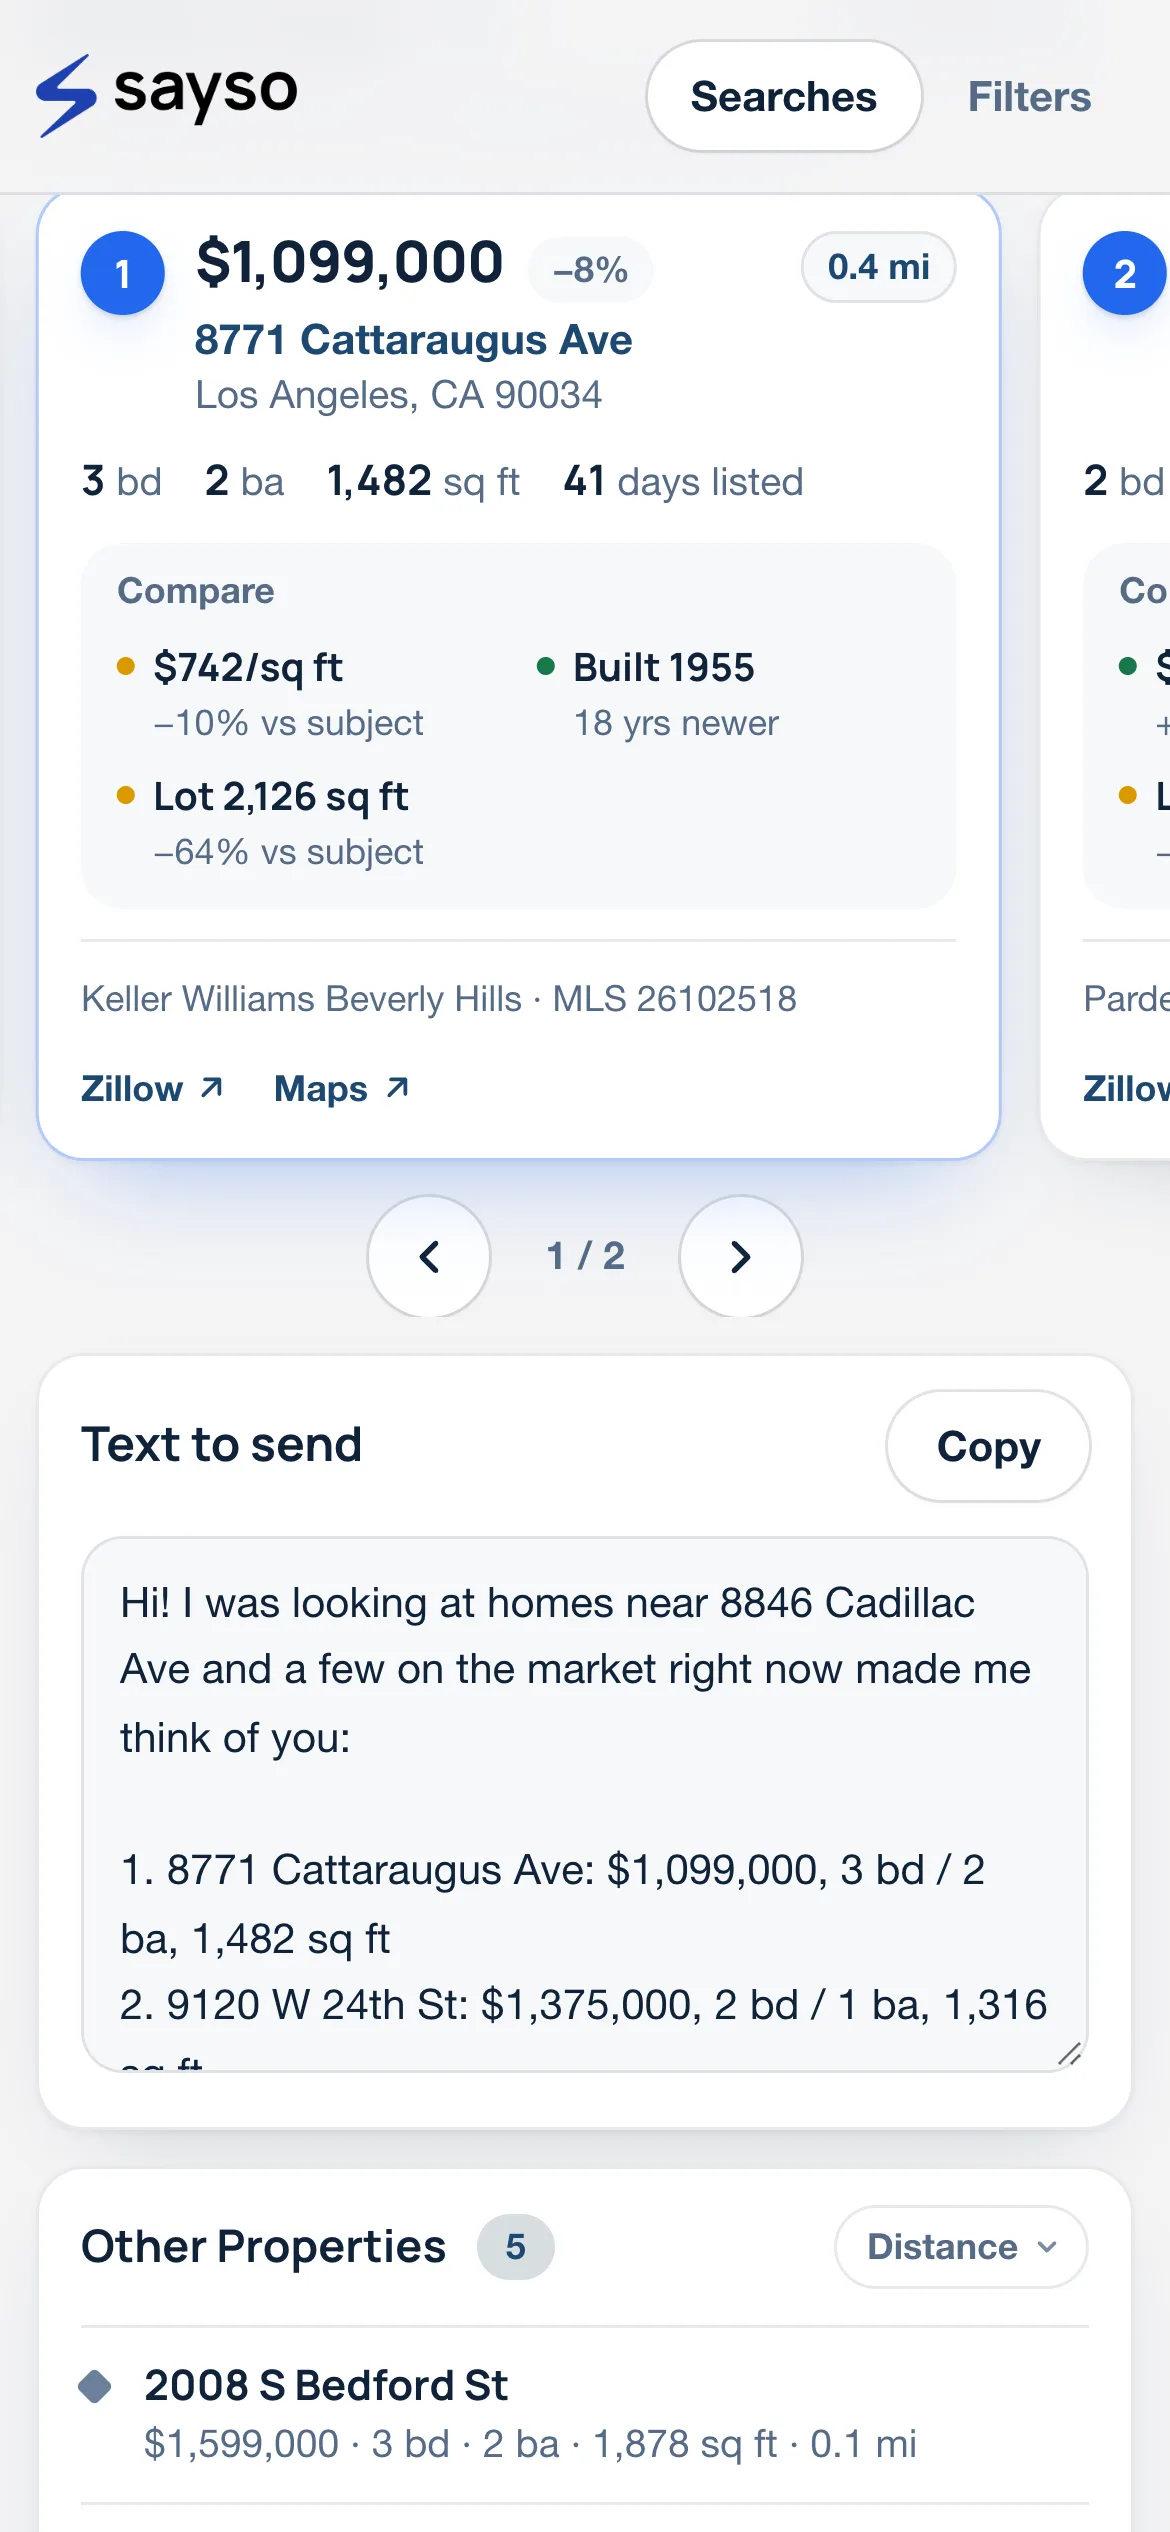 sayso
Searches
Filters
1
$1,099,000
–8%
0.4 mi
8771 Cattaraugus Ave
Los Angeles, CA 90034
3 bd 2 ba 1,482 sq ft 41 days listed
Compare
$742/sq ft
–10% vs subject
Built 1955
18 yrs newer
Lot 2,126 sq ft
–64% vs subject
Keller Williams Beverly Hills · MLS 26102518
Zillow
Maps
2
2 bd
1 / 2
Text to send
Copy
Hi! I was looking at homes near 8846 Cadillac
Ave and a few on the market right now made me
think of you:
1. 8771 Cattaraugus Ave: $1,099,000, 3 bd / 2
ba, 1,482 sq ft
2. 9120 W 24th St: $1,375,000, 2 bd / 1 ba, 1,316
sq ft
Other Properties 5
Distance
2008 S Bedford St
$1,599,000 · 3 bd · 2 ba · 1,878 sq ft · 0.1 mi